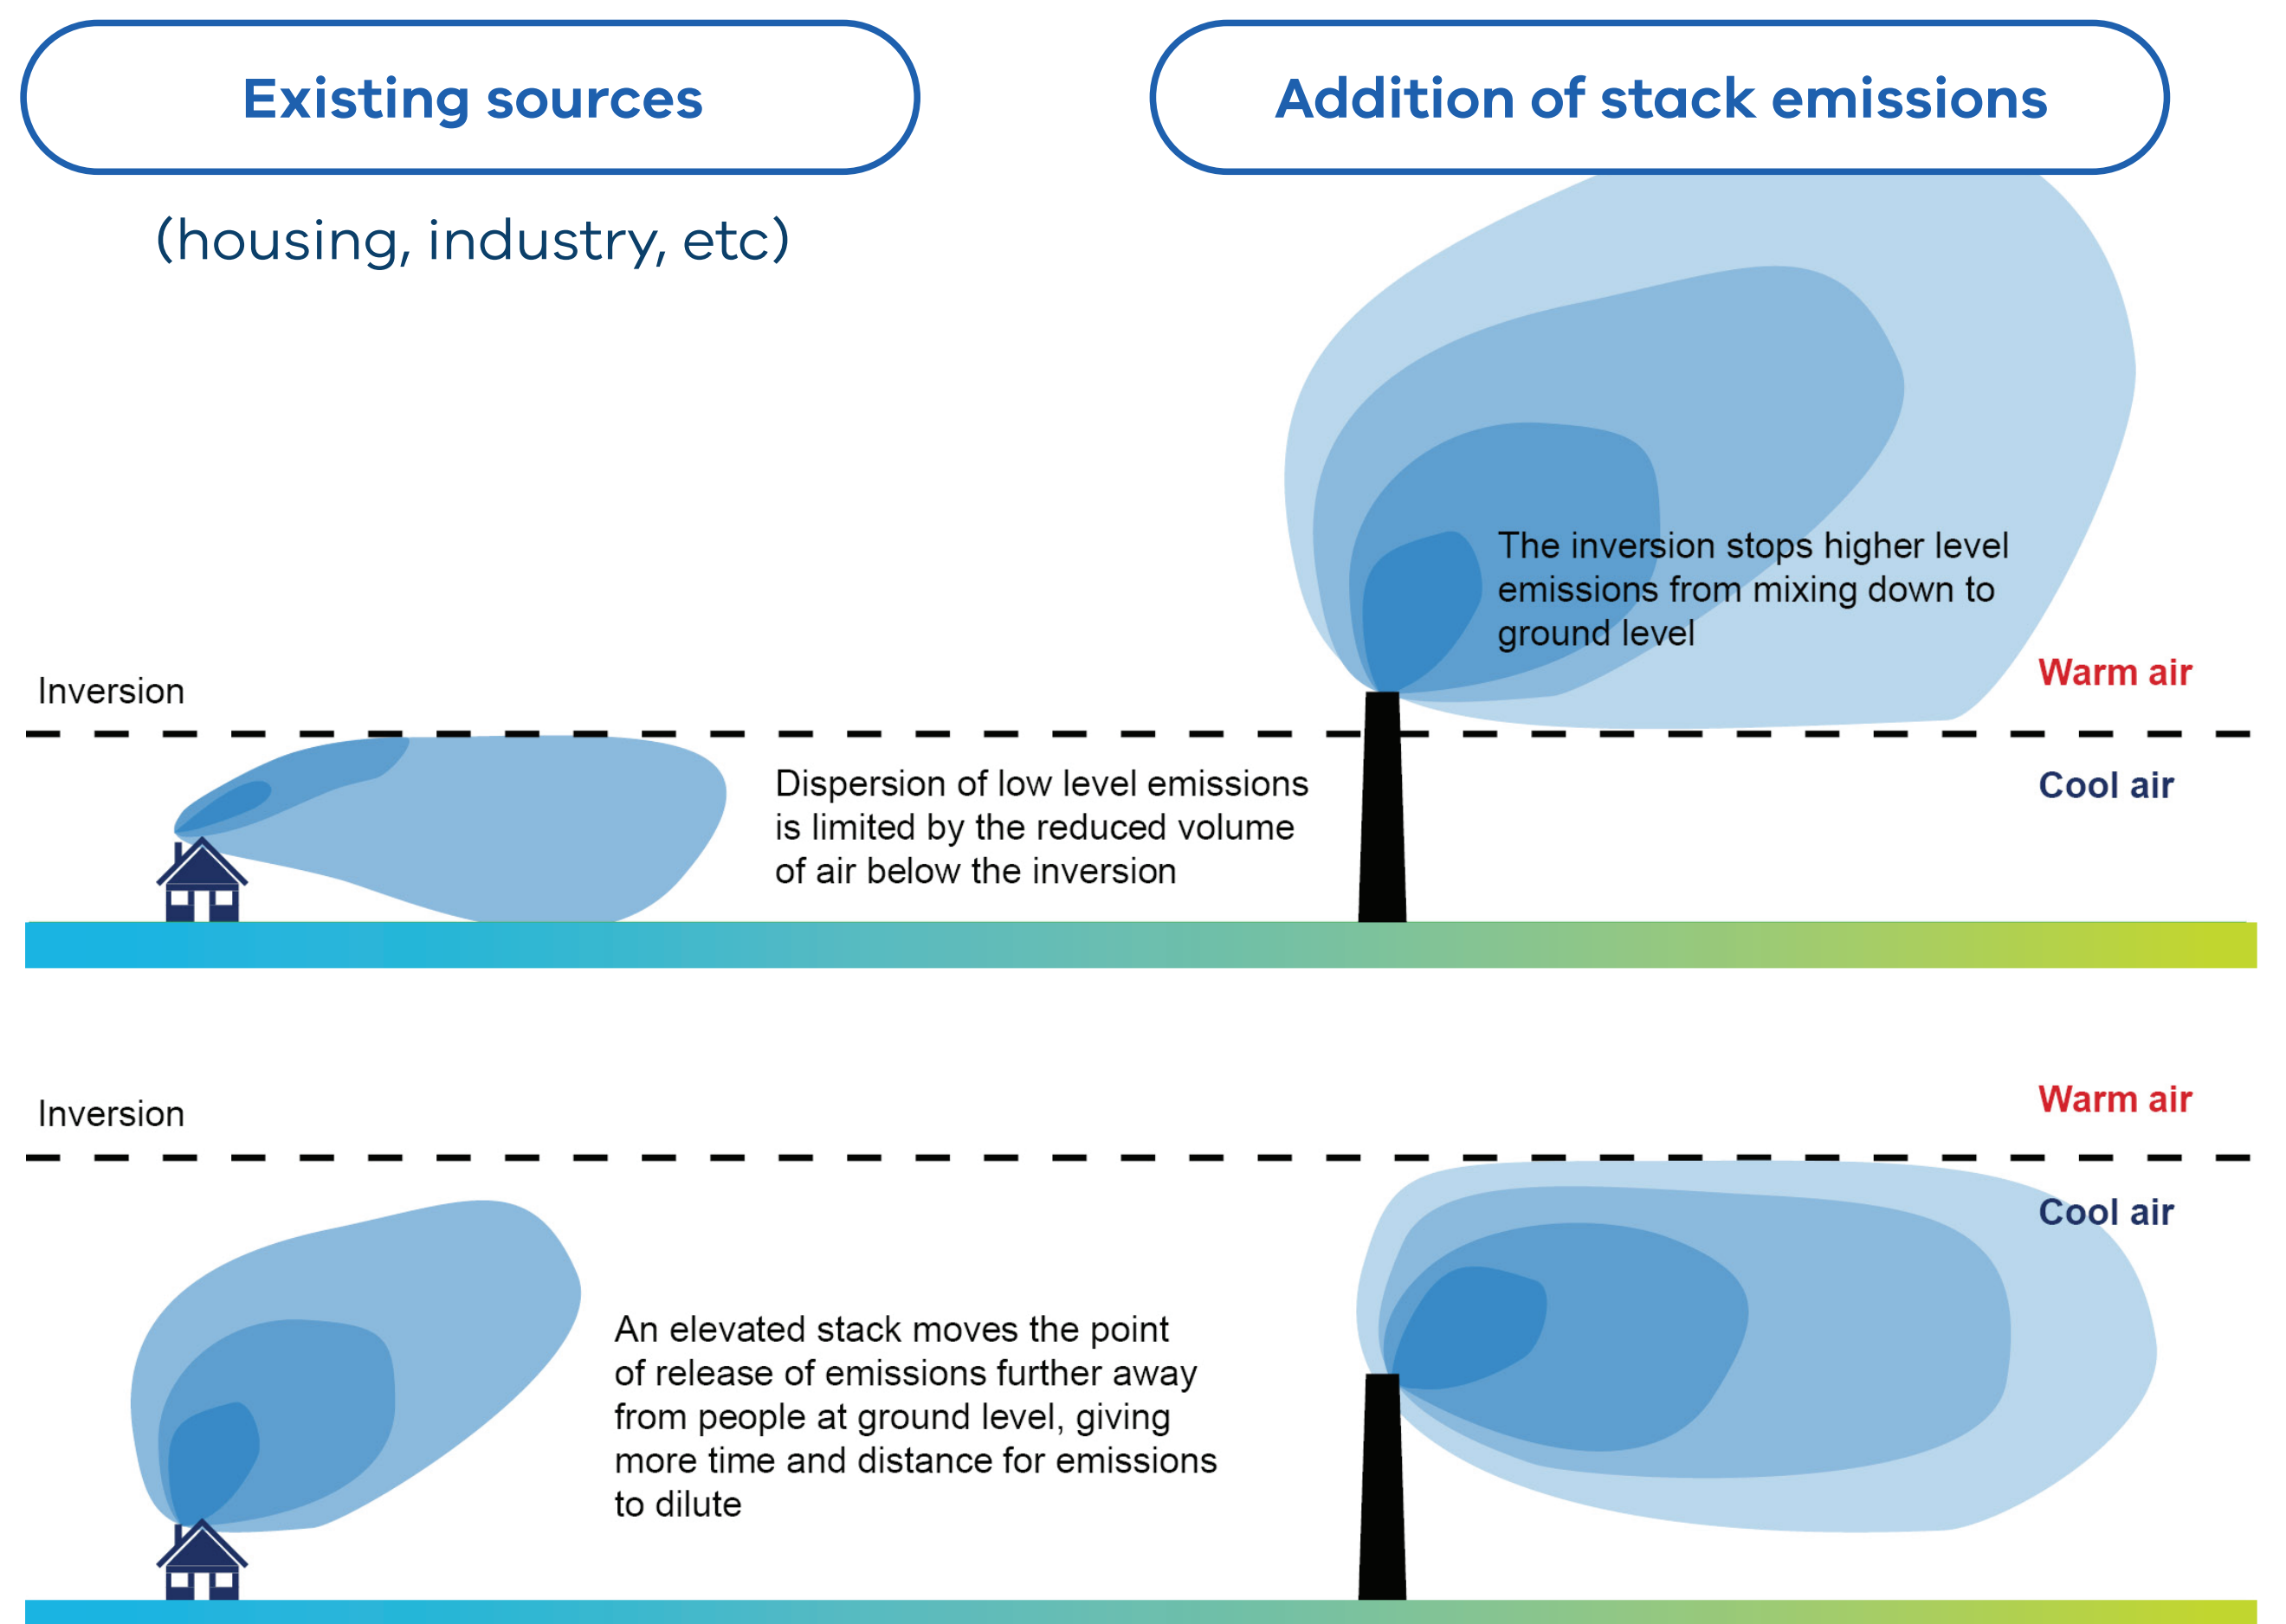 Existing sources
Addition of stack emissions
(housing, industry, etc)
The inversion stops higher level
emissions from mixing down to
ground level
Warm air
Inversion
Dispersion of low level emissions
is limited by the reduced volume
of air below the inversion
Cool air
Warm air
Inversion
Cool air
An elevated stack moves the point
of release of emissions further away
from people at ground level, giving
more time and distance for emissions
to dilute